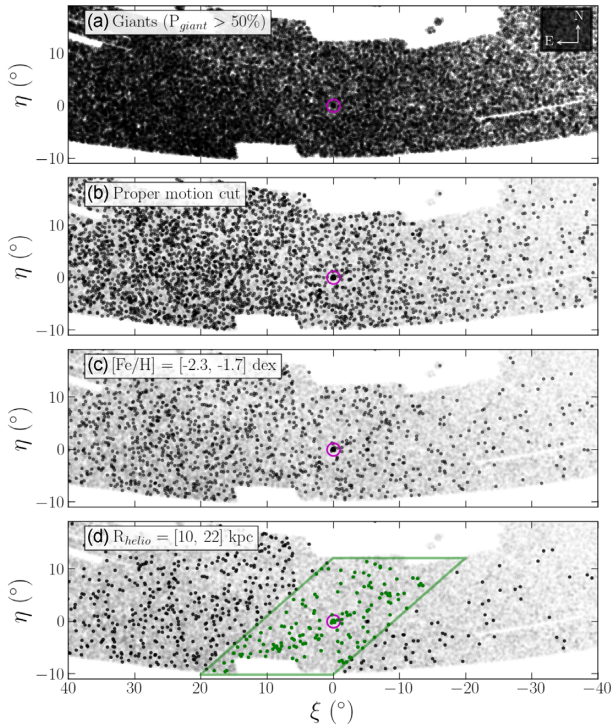 (a) Giants (P_giant > 50%)
N
E
10
0
−10
η (°)
(b) Proper motion cut
10
0
−10
η (°)
(c) [Fe/H] = [-2.3, -1.7] dex
10
0
−10
η (°)
(d) R_helio = [10, 22] kpc
10
0
−10
η (°)
40 30 20 10 0 −10 −20 −30 −40
ξ (°)